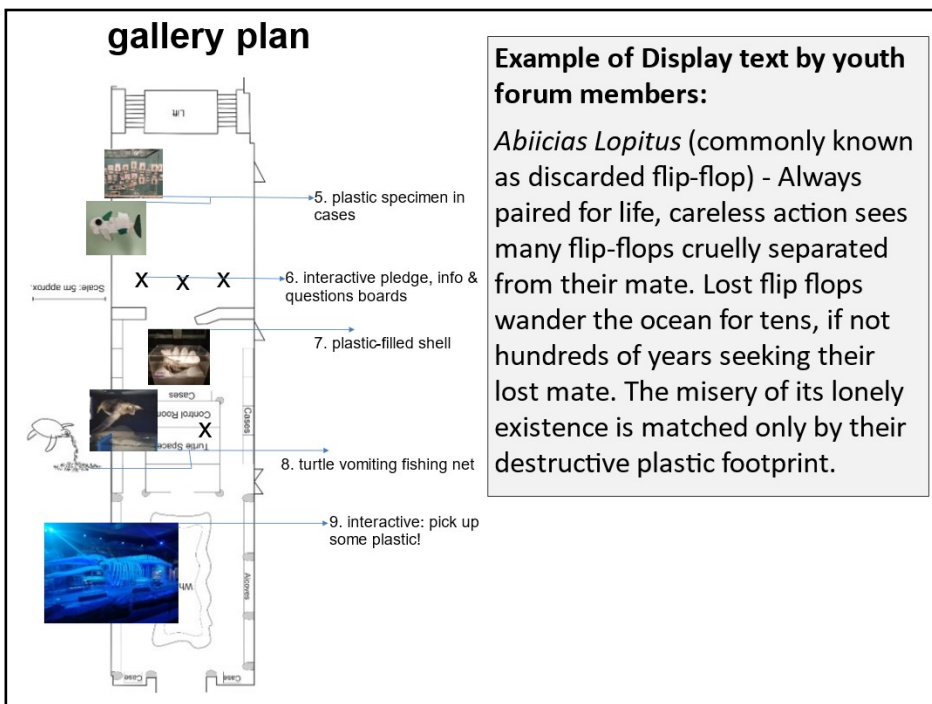 gallery plan
Lift
5. plastic specimen in
cases
6. interactive pledge, info &
questions boards
Scale: 5m approx.
7. plastic-filled shell
Cases
Control Room
Cases
Turtle Space
8. turtle vomiting fishing net
9. interactive: pick up
some plastic!
Wh
Alcoves
Case
Case
Example of Display text by youth
forum members:
Abiicias Lopitus (commonly known
as discarded flip-flop) - Always
paired for life, careless action sees
many flip-flops cruelly separated
from their mate. Lost flip flops
wander the ocean for tens, if not
hundreds of years seeking their
lost mate. The misery of its lonely
existence is matched only by their
destructive plastic footprint.